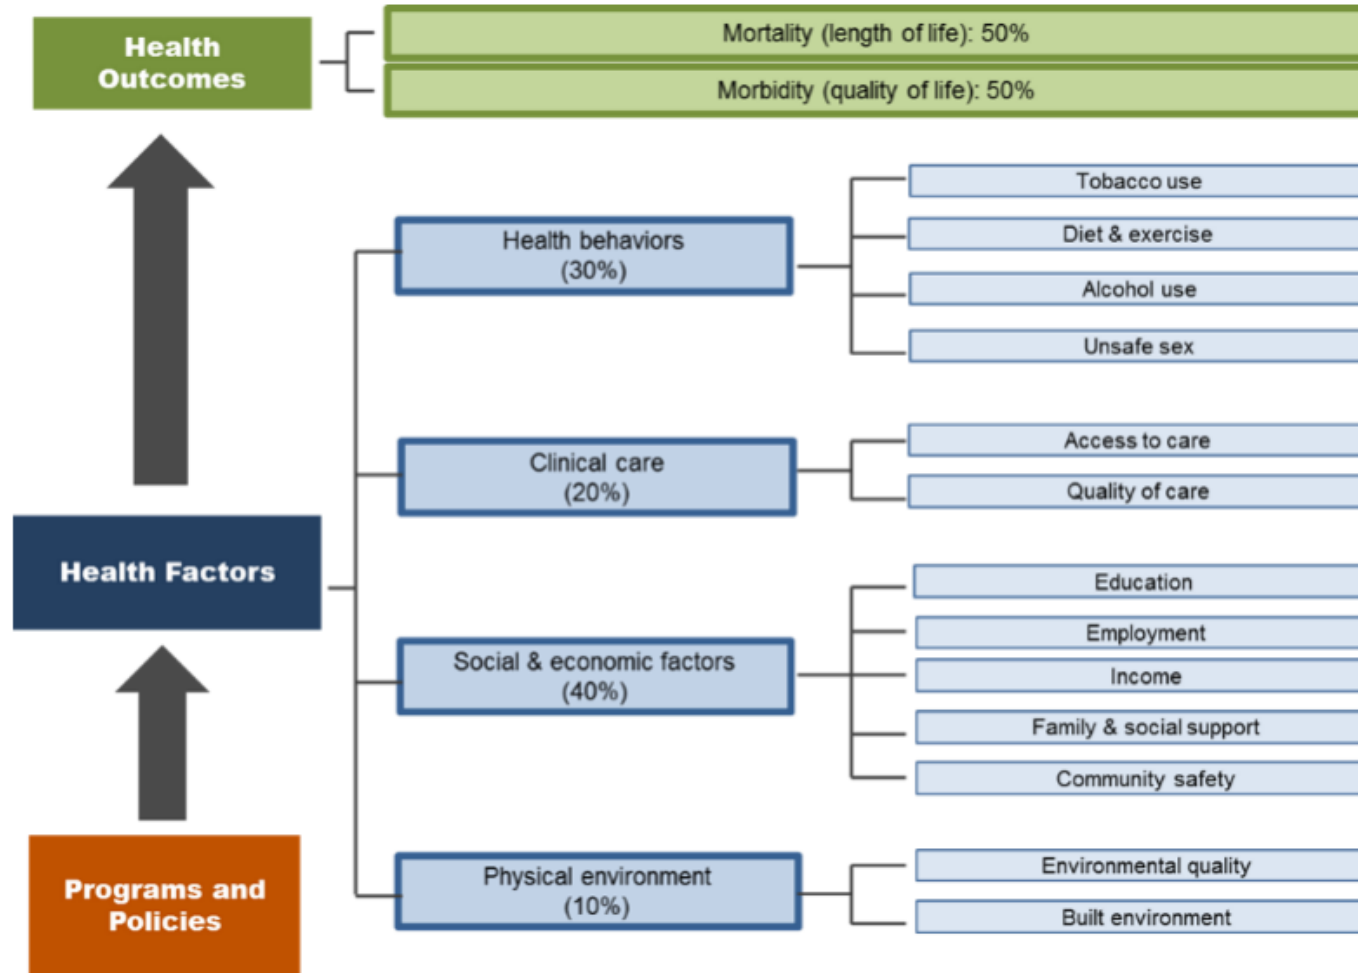 Health
Outcomes
Mortality (length of life): 50%
Morbidity (quality of life): 50%
Health behaviors
(30%)
Tobacco use
Diet & exercise
Alcohol use
Unsafe sex
Clinical care
(20%)
Access to care
Quality of care
Health Factors
Social & economic factors
(40%)
Education
Employment
Income
Family & social support
Community safety
Programs and
Policies
Physical environment
(10%)
Environmental quality
Built environment